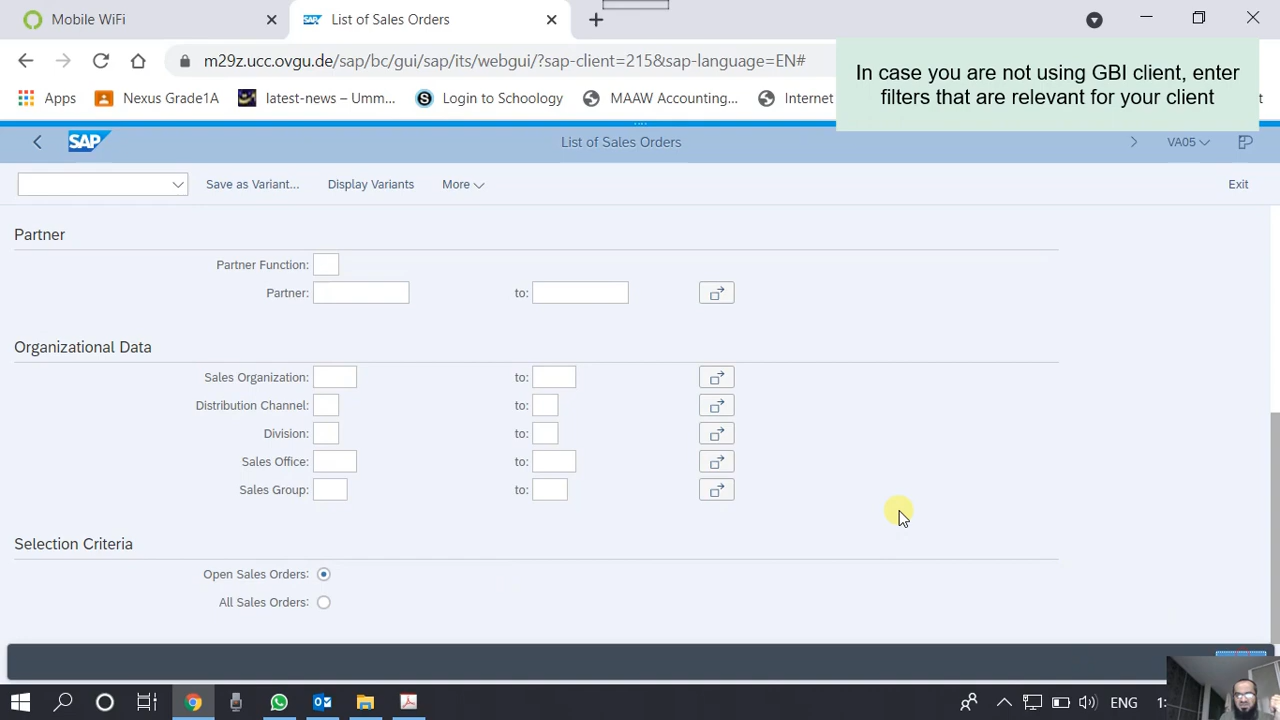 Mobile WiFi
List of Sales Orders
m29z.ucc.ovgu.de/sap/bc/gui/sap/its/webgui/?sap-client=215&sap-language=EN#
In case you are not using GBI client, enter
filters that are relevant for your client
Apps
Nexus Grade1A
latest-news – Umm...
Login to Schoology
MAAW Accounting...
Internet
SAP
List of Sales Orders
VA05
Save as Variant...
Display Variants
More
Exit
Partner
Partner Function:
Partner:
to:
Organizational Data
Sales Organization:
to:
Distribution Channel:
to:
Division:
to:
Sales Office:
to:
Sales Group:
to:
Selection Criteria
Open Sales Orders:
All Sales Orders:
ENG